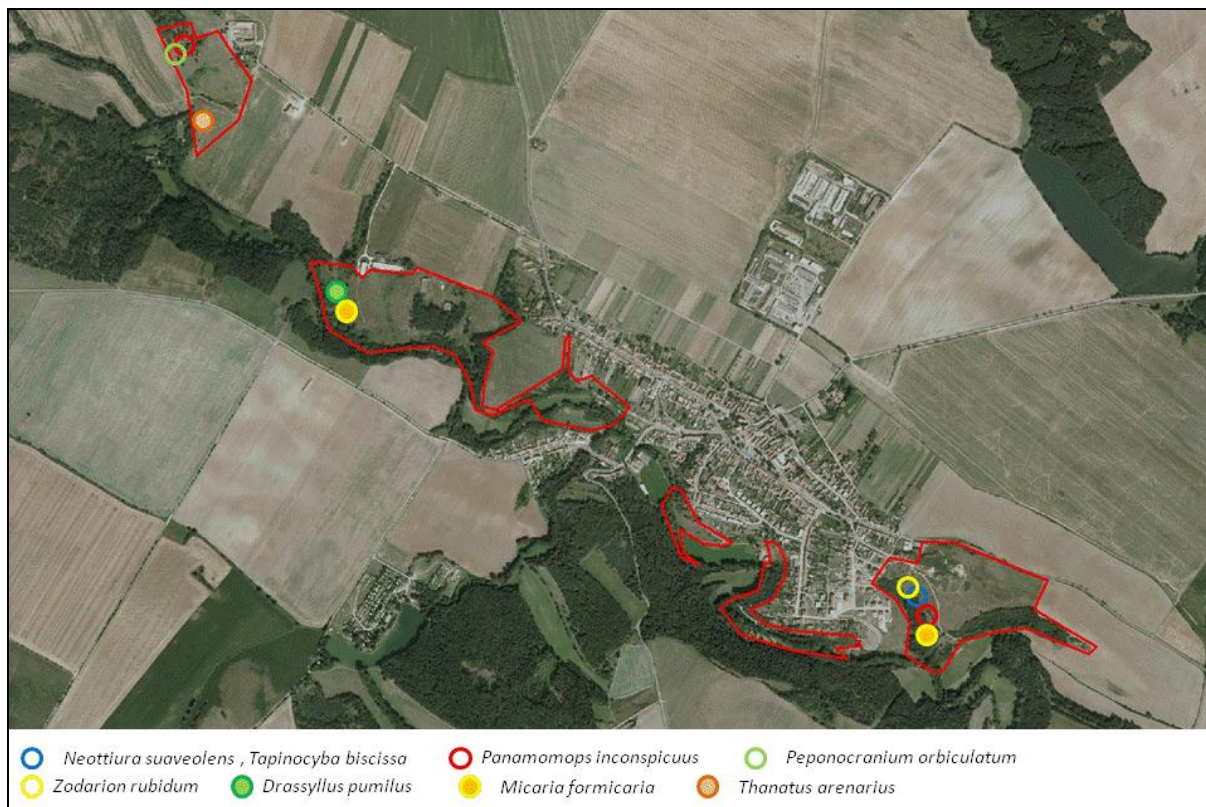 Neottiura suaveolens , Tapinocyba biscissa Panamomops inconspicuus Peponocranium orbiculatum
Zodarion rubidum Drassyllus pumilus Micaria formicaria Thanatus arenarius